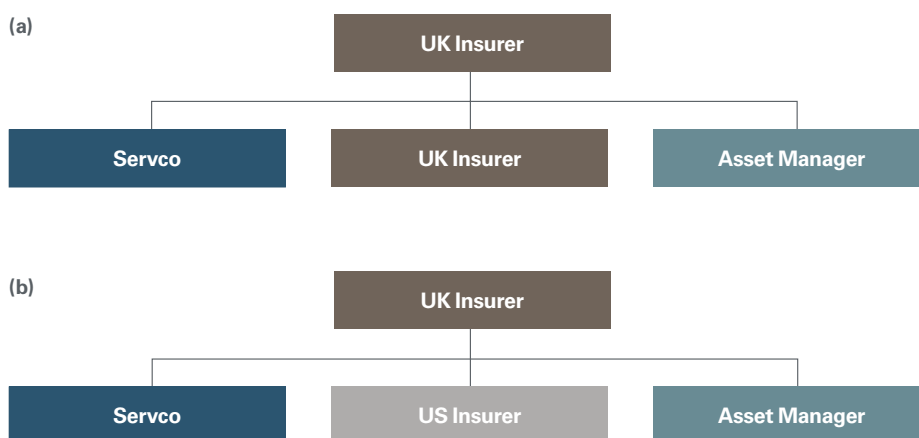 (a)
UK Insurer
Servco
UK Insurer
Asset Manager
(b)
UK Insurer
Servco
US Insurer
Asset Manager